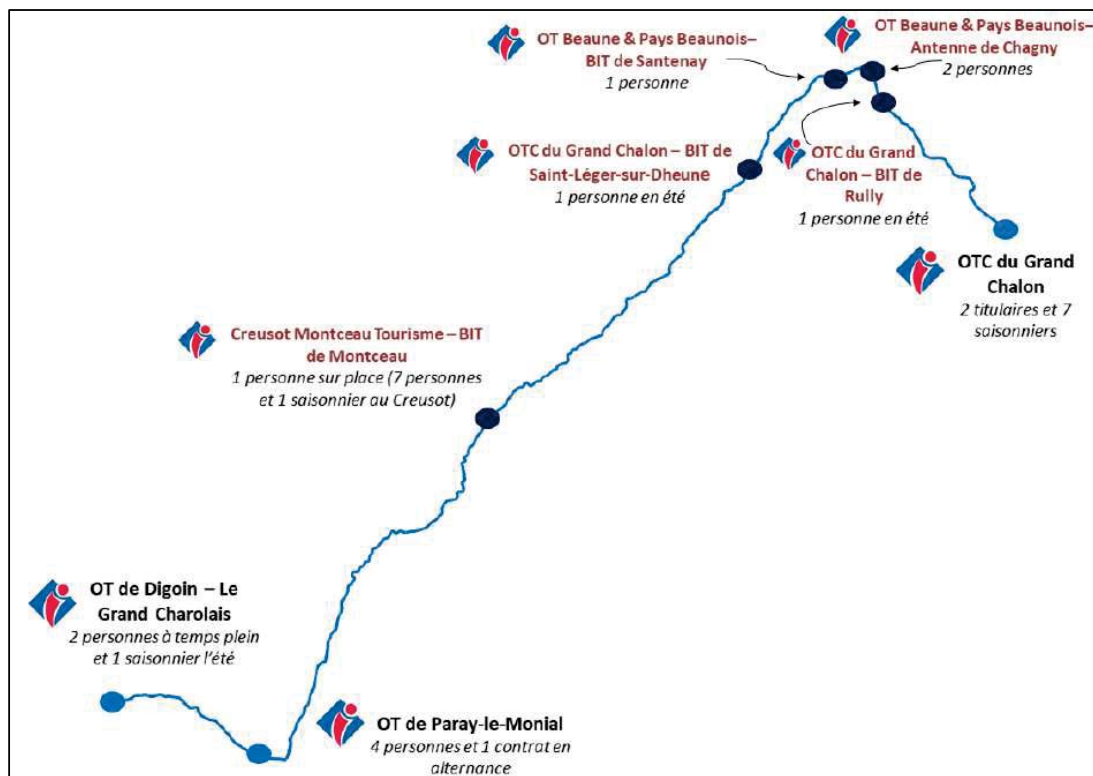 OT Beaune & Pays Beaunois–
BIT de Santenay
1 personne
OT Beaune & Pays Beaunois–
Antenne de Chagny
2 personnes
OTC du Grand Chalon – BIT de
Saint-Léger-sur-Dheune
1 personne en été
OTC du Grand
Chalon – BIT de
Rully
1 personne en été
OTC du Grand
Chalon
2 titulaires et 7
saisonniers
Creusot Montceau Tourisme – BIT
de Montceau
1 personne sur place (7 personnes
et 1 saisonnier au Creusot)
OT de Digoin – Le
Grand Charolais
2 personnes à temps plein
et 1 saisonnier l'été
OT de Paray-le-Monial
4 personnes et 1 contrat en
alternance